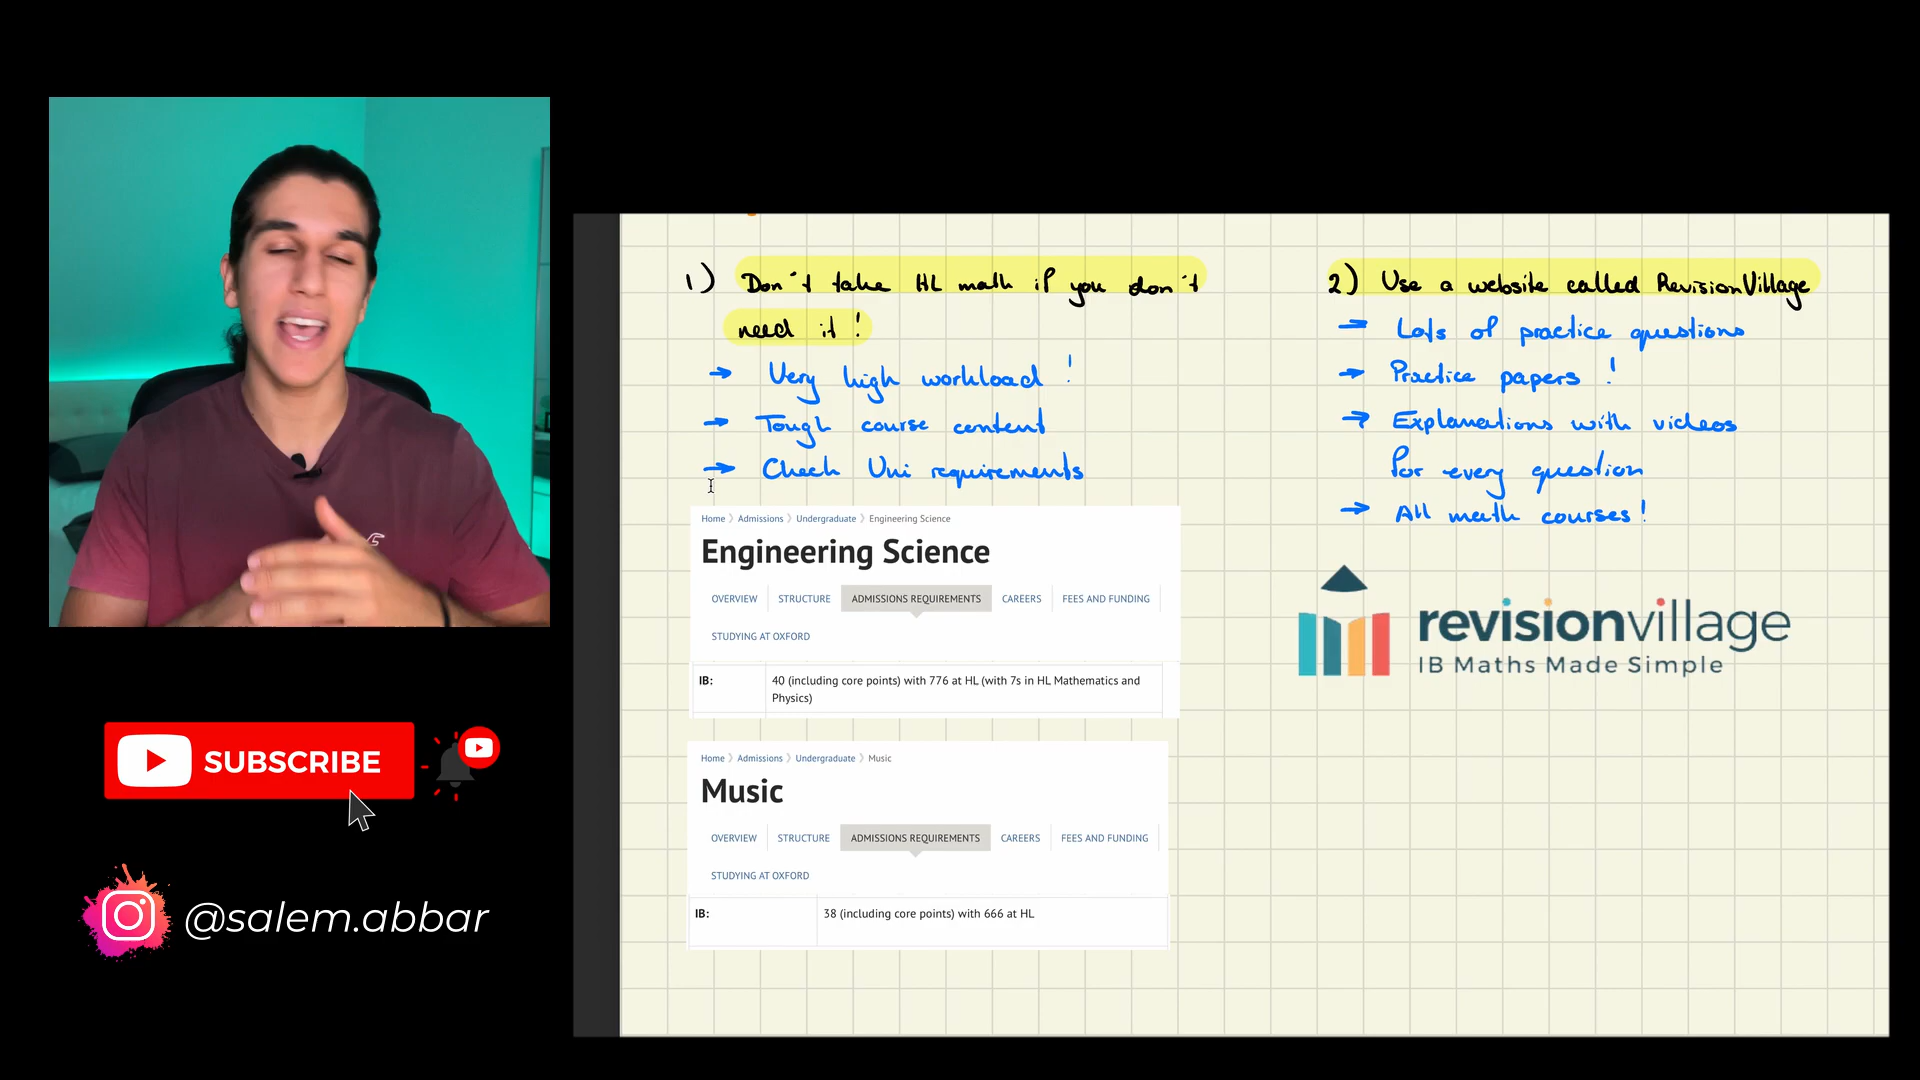 1) Don't take HL math if you don't
need it!
→ Very high workload!
→ Tough course content
→ Check Uni requirements
Home > Admissions > Undergraduate > Engineering Science
Engineering Science
OVERVIEW STRUCTURE ADMISSIONS REQUIREMENTS CAREERS FEES AND FUNDING
STUDYING AT OXFORD
IB: 40 (including core points) with 776 at HL (with 7s in HL Mathematics and
Physics)
Home > Admissions > Undergraduate > Music
Music
OVERVIEW STRUCTURE ADMISSIONS REQUIREMENTS CAREERS FEES AND FUNDING
STUDYING AT OXFORD
IB: 38 (including core points) with 666 at HL
2) Use a website called RevisionVillage
→ Lots of practice questions
→ Practice papers!
→ Explanations with videos
for every question
→ All math courses!
revisionvillage
IB Maths Made Simple
SUBSCRIBE
@salem.abbar